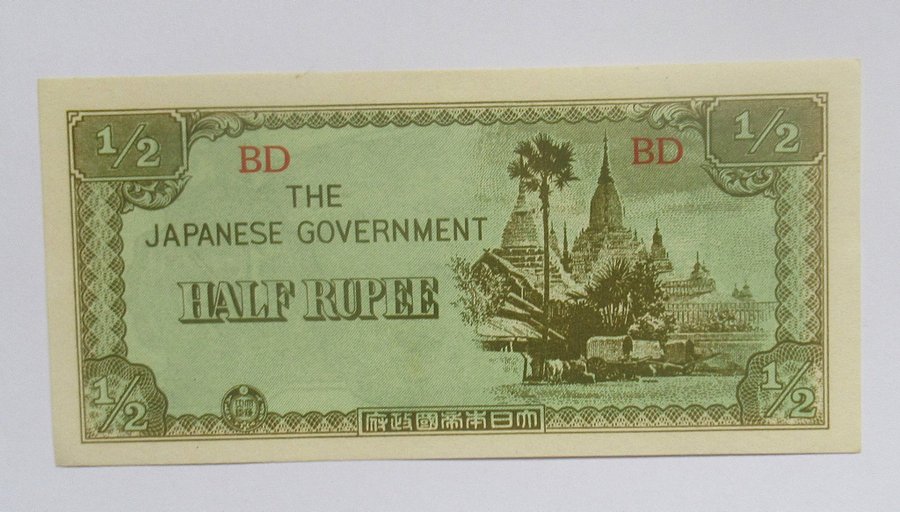 1/2
1/2
BD
BD
THE
JAPANESE GOVERNMENT
HALF RUPEE
1/2
1/2
府政國帝本日大